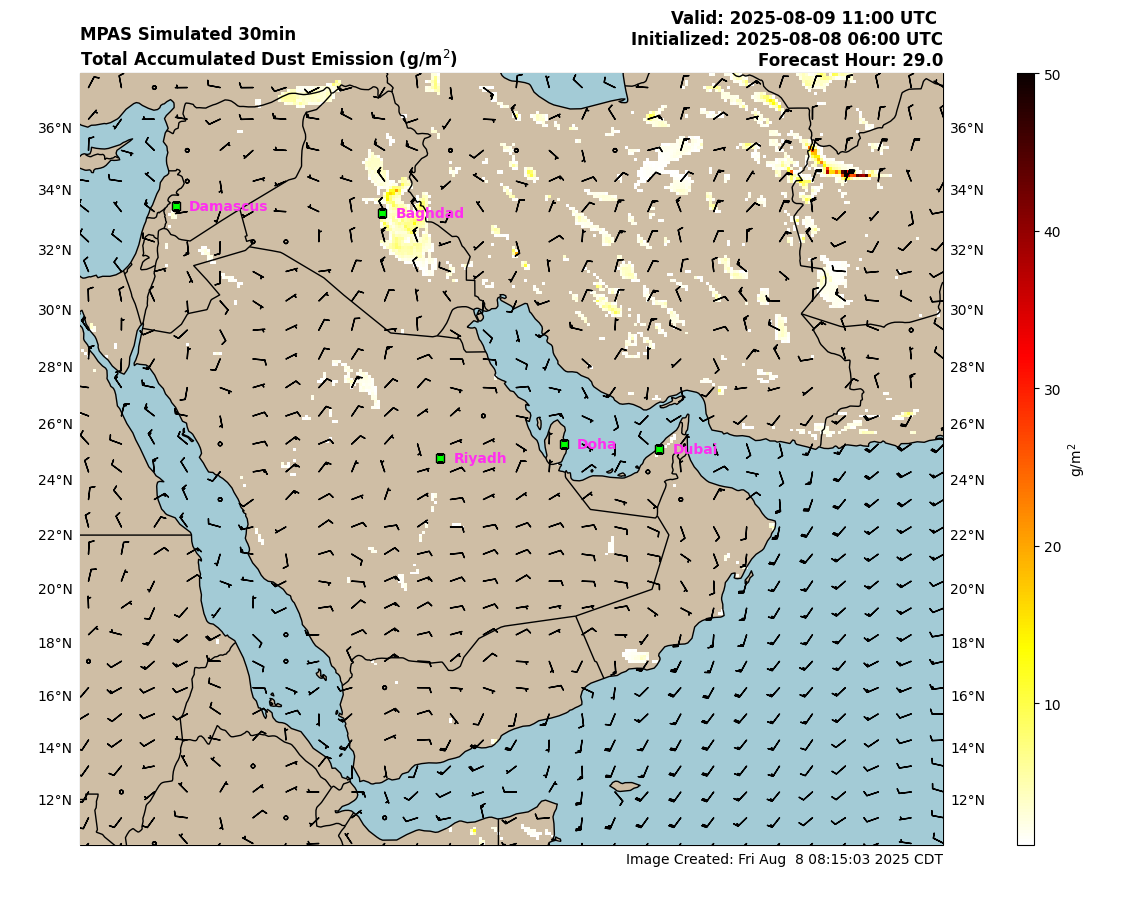 MPAS Simulated 30min
Total Accumulated Dust Emission (g/m²)
Valid: 2025-08-09 11:00 UTC
Initialized: 2025-08-08 06:00 UTC
Forecast Hour: 29.0
36°N 36°N
34°N 34°N
32°N 32°N
30°N 30°N
28°N 28°N
26°N 26°N
24°N 24°N
22°N 22°N
20°N 20°N
18°N 18°N
16°N 16°N
14°N 14°N
12°N 12°N
Damascus
Baghdad
Doha
Dubai
Riyadh
50
40
30
20
10
g/m²
Image Created: Fri Aug  8 08:15:03 2025 CDT